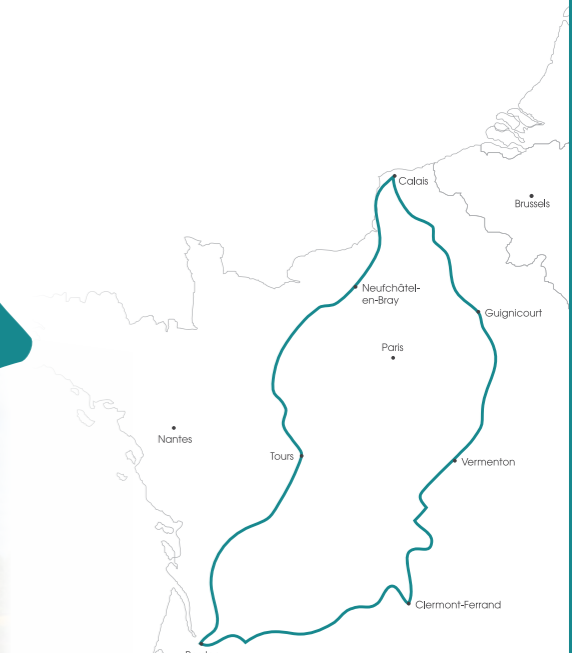 Calais
Brussels
Neufchâtel-
en-Bray
Guignicourt
Paris
Nantes
Tours
Vermenton
Clermont-Ferrand